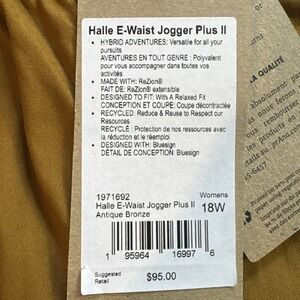 Halle E-Waist Jogger Plus II
• HYBRID ADVENTURES: Versatile for all your
pursuits
AVENTURES EN TOUT GENRE : Polyvalent
pour vous accompagner dans toutes vos
activités
• MADE WITH: ReZion®
FAIT DE: ReZion® extensible
• DESIGNED TO FIT: With A Relaxed Fit
CONCEPTION ET COUPE: Coupe décontractée
• RECYCLED: Reduce & Reuse to Respect our
Resources
RECYCLÉ : Protection de nos ressources avec
la réduction et le réemploi
• DESIGNED WITH: Bluesign
DÉTAIL DE CONCEPTION: Bluesign
1971692
Womens
Halle E-Waist Jogger Plus II
18W
Antique Bronze
1 95964 16997 6
Suggested
Retail
$95.00
LA QUALITÉ